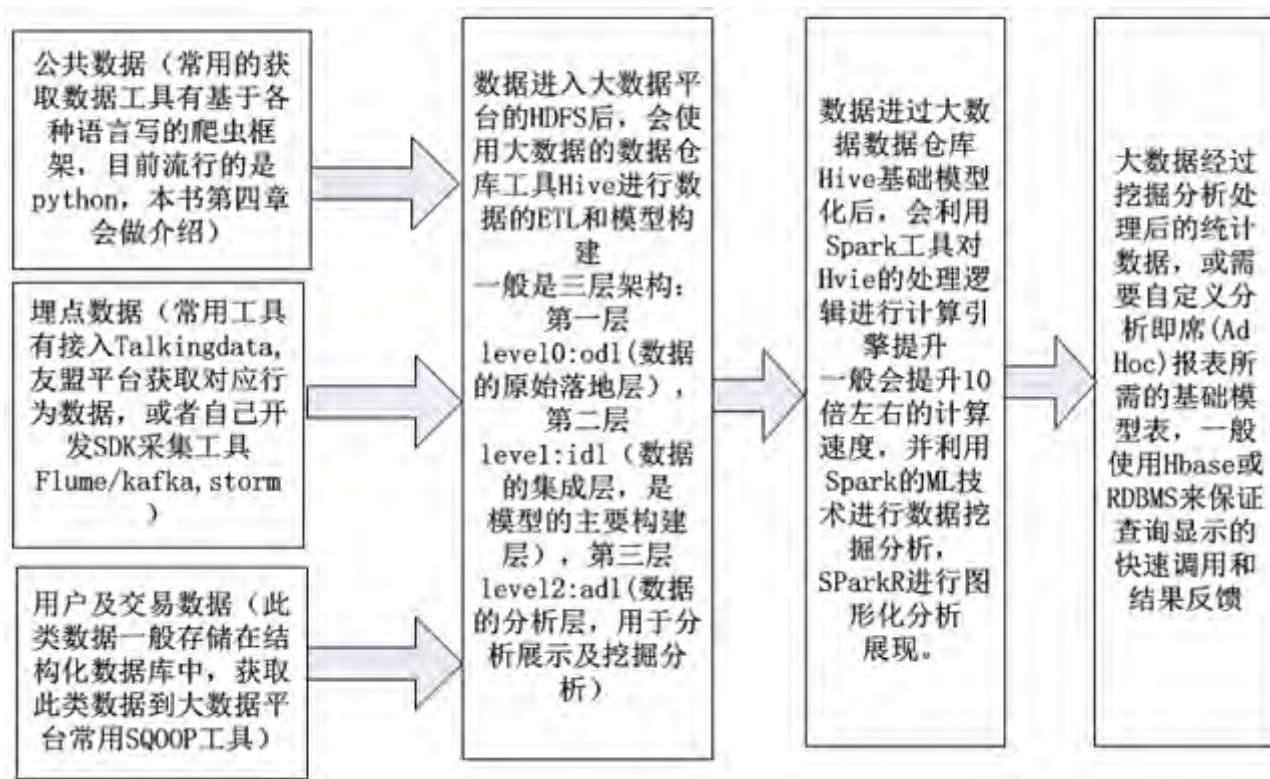 公共数据（常用的获
取数据工具有基于各
种语言写的爬虫框
架，目前流行的是
python，本书第四章
会做介绍）
埋点数据（常用工具
有接入Talkingdata,
友盟平台获取对应行
为数据，或者自己开
发SDK采集工具
Flume/kafka,storm
）
用户及交易数据（此
类数据一般存储在结
构化数据库中，获取
此类数据到大数据平
台常用SQOOP工具）
数据进入大数据平
台的HDFS后，会使
用大数据的数据仓
库工具Hive进行数
据的ETL和模型构
建
一般是三层架构：
第一层
level0:odl(数据
的原始落地层），
第二层
level:idl（数据
的集成层，是
模型的主要构建
层），第三层
level2:adl(数据
的分析层，用于分
析展示及挖掘分
析）
数据进过大数
据数据仓库
Hive基础模型
化后，会利用
Spark工具对
Hvie的处理逻
辑进行计算引
擎提升
一般会提升10
倍左右的计算
速度，并利用
Spark的ML技
术进行数据挖
掘分析，
SParkR进行图
形化分析
展现。
大数据经过
挖掘分析处
理后的统计
数据，或需
要自定义分
析即席(Ad
Hoc)报表所
需的基础模
型表，一般
使用Hbase或
RDBMS来保证
查询显示的
快速调用和
结果反馈